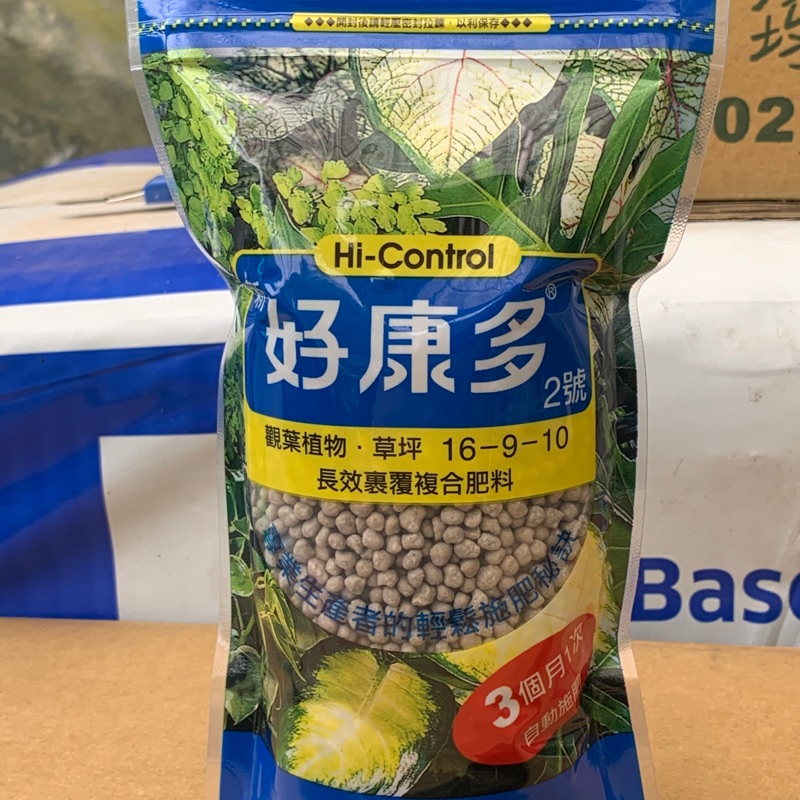 ◆◆◆開封後請輕壓密封拉鍊，以利保存◆◆◆
02
Hi-Control
好康多®
2號
觀葉植物·草坪 16-9-10
長效裹覆複合肥料
專業生產者的輕鬆施肥秘訣
Bas
3個月1次
自動施肥